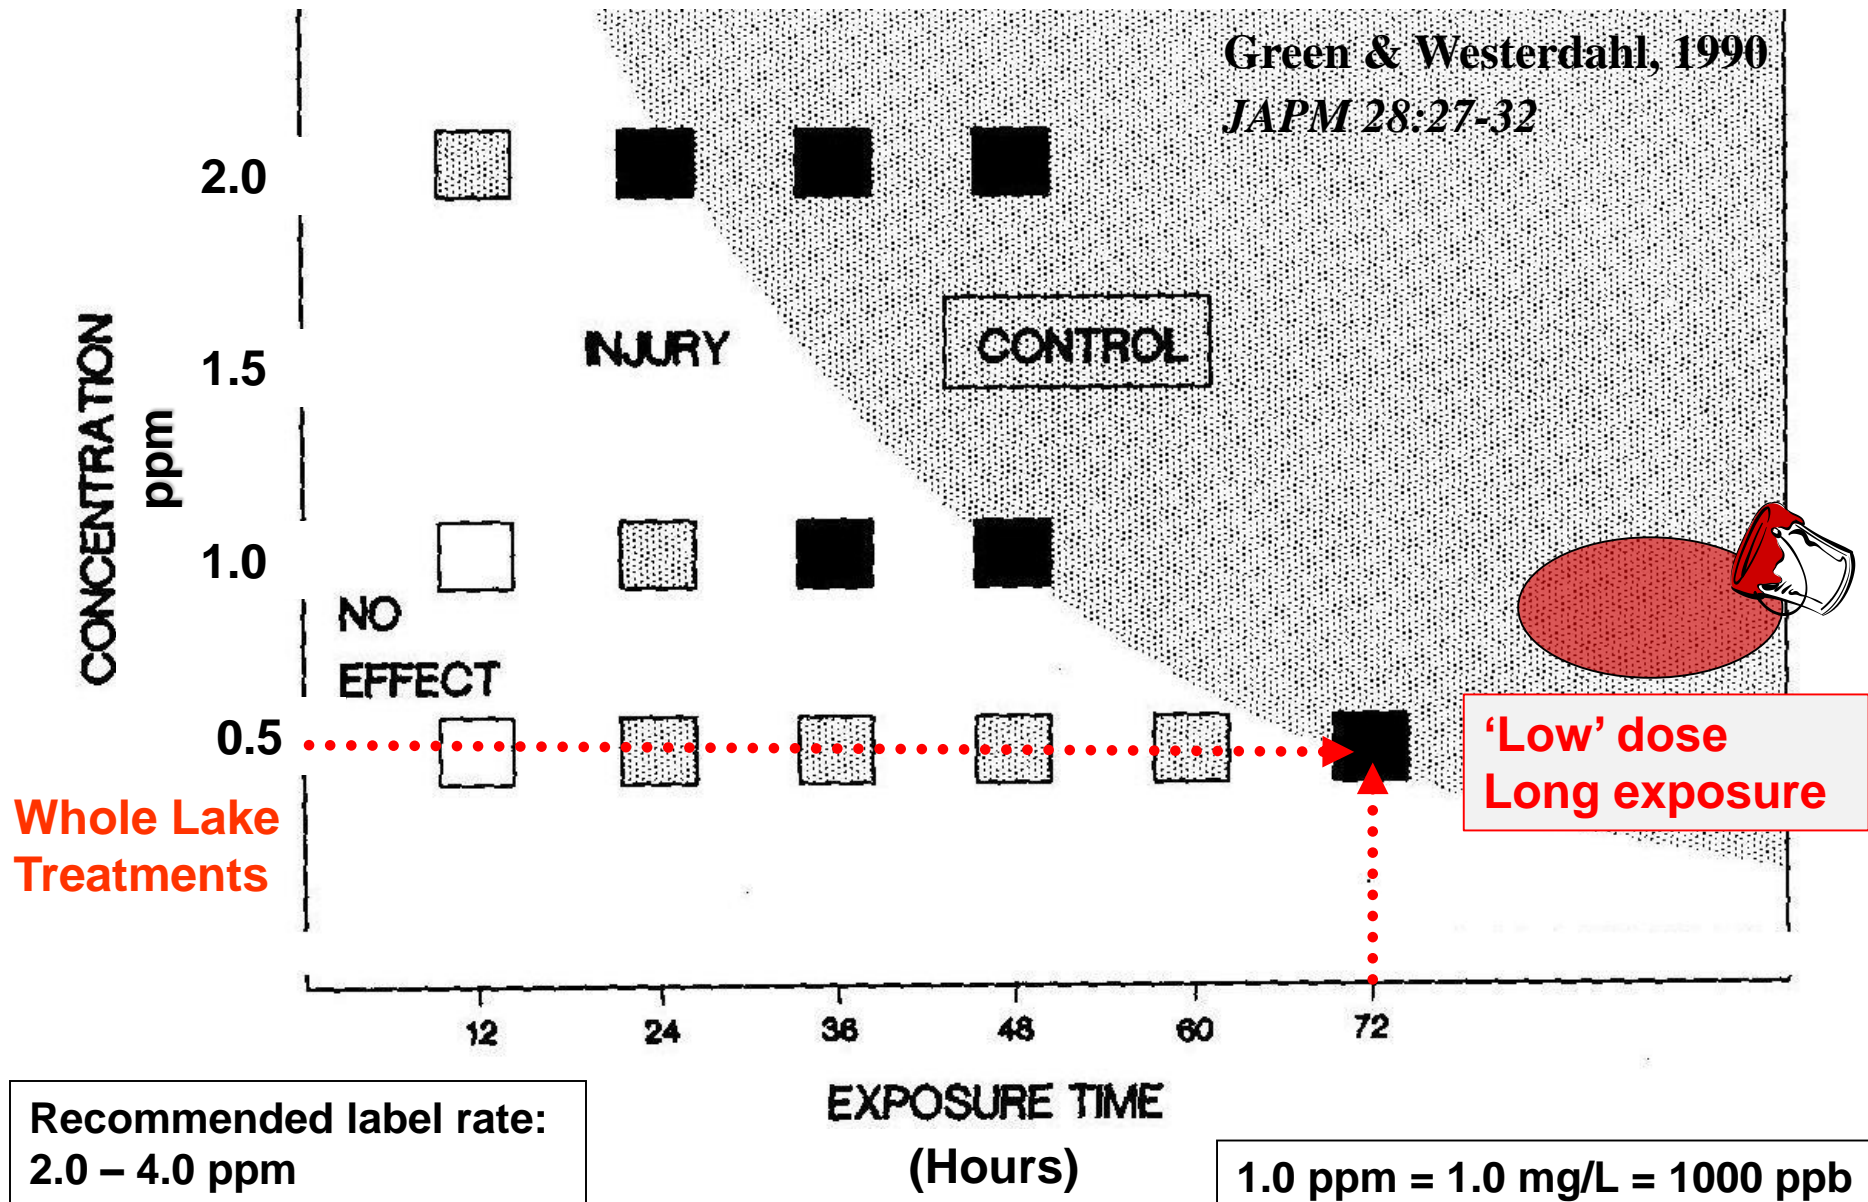 Green & Westerdahl, 1990
JAPM 28:27-32
2.0
INJURY
CONTROL
1.5
CONCENTRATION
ppm
1.0
NO
EFFECT
0.5
'Low' dose
Long exposure
Whole Lake
Treatments
12 24 36 48 60 72
EXPOSURE TIME
(Hours)
Recommended label rate:
2.0 – 4.0 ppm
1.0 ppm = 1.0 mg/L = 1000 ppb